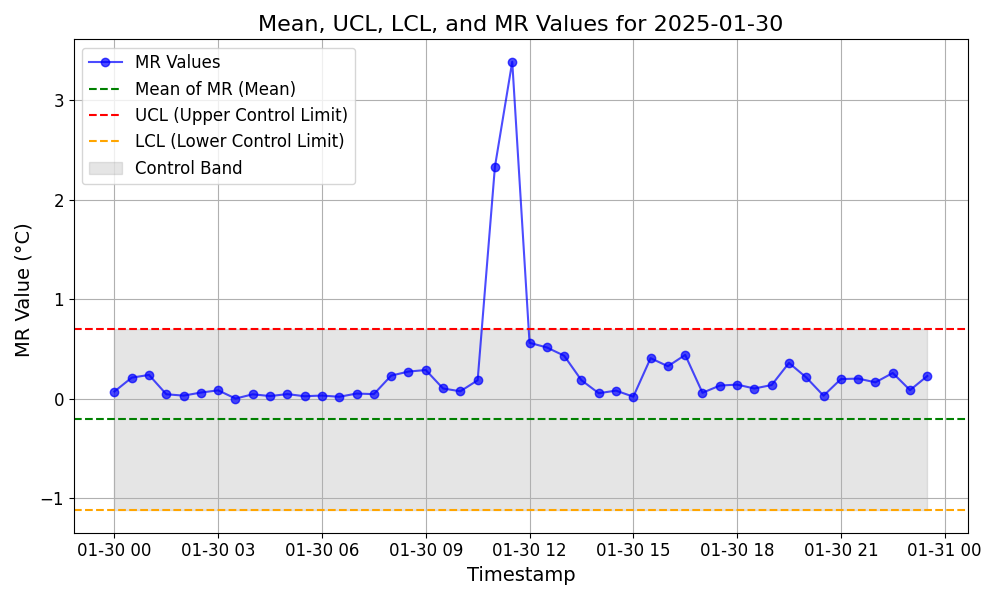 Mean, UCL, LCL, and MR Values for 2025-01-30
MR Values
Mean of MR (Mean)
UCL (Upper Control Limit)
LCL (Lower Control Limit)
Control Band
MR Value (°C)
3
2
1
0
−1
01-30 00 01-30 03 01-30 06 01-30 09 01-30 12 01-30 15 01-30 18 01-30 21 01-31 00
Timestamp